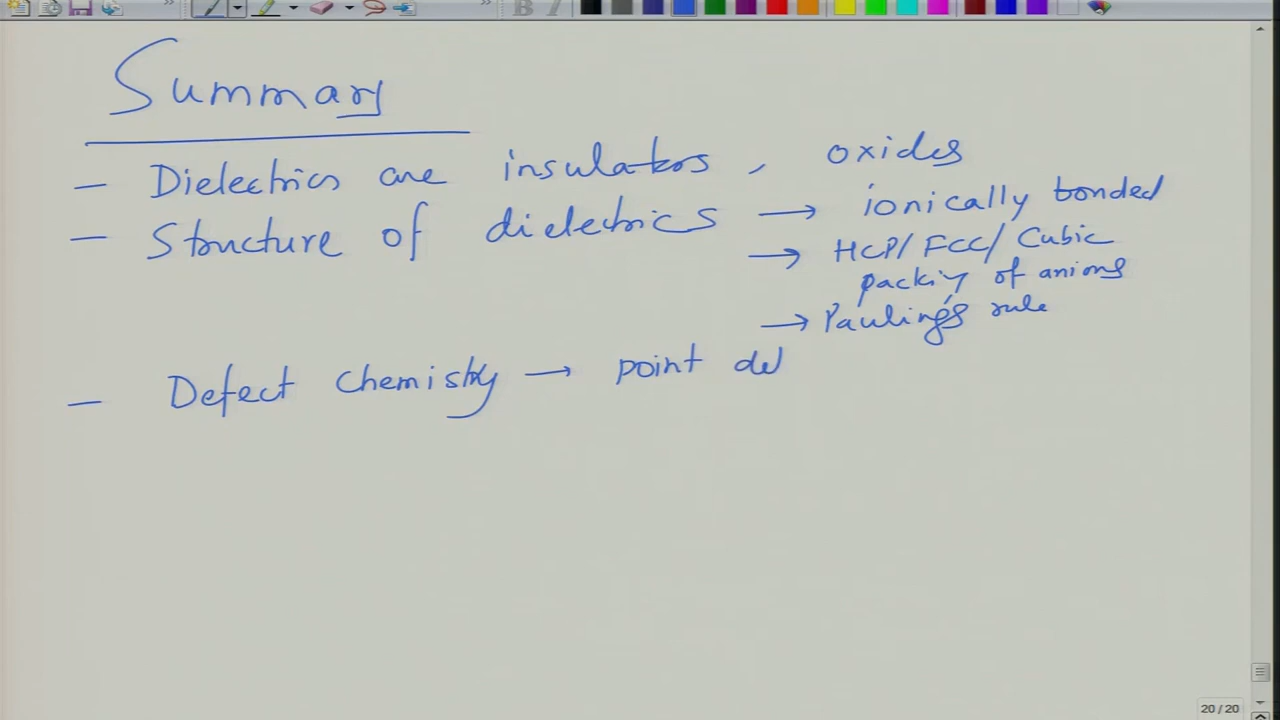 Summary
– Dielectrics are insulators, oxides
– Structure of dielectrics → ionically bonded
→ HCP/FCC/Cubic
packing of anions
→ Pauling's rule
– Defect Chemistry → point def
20/20